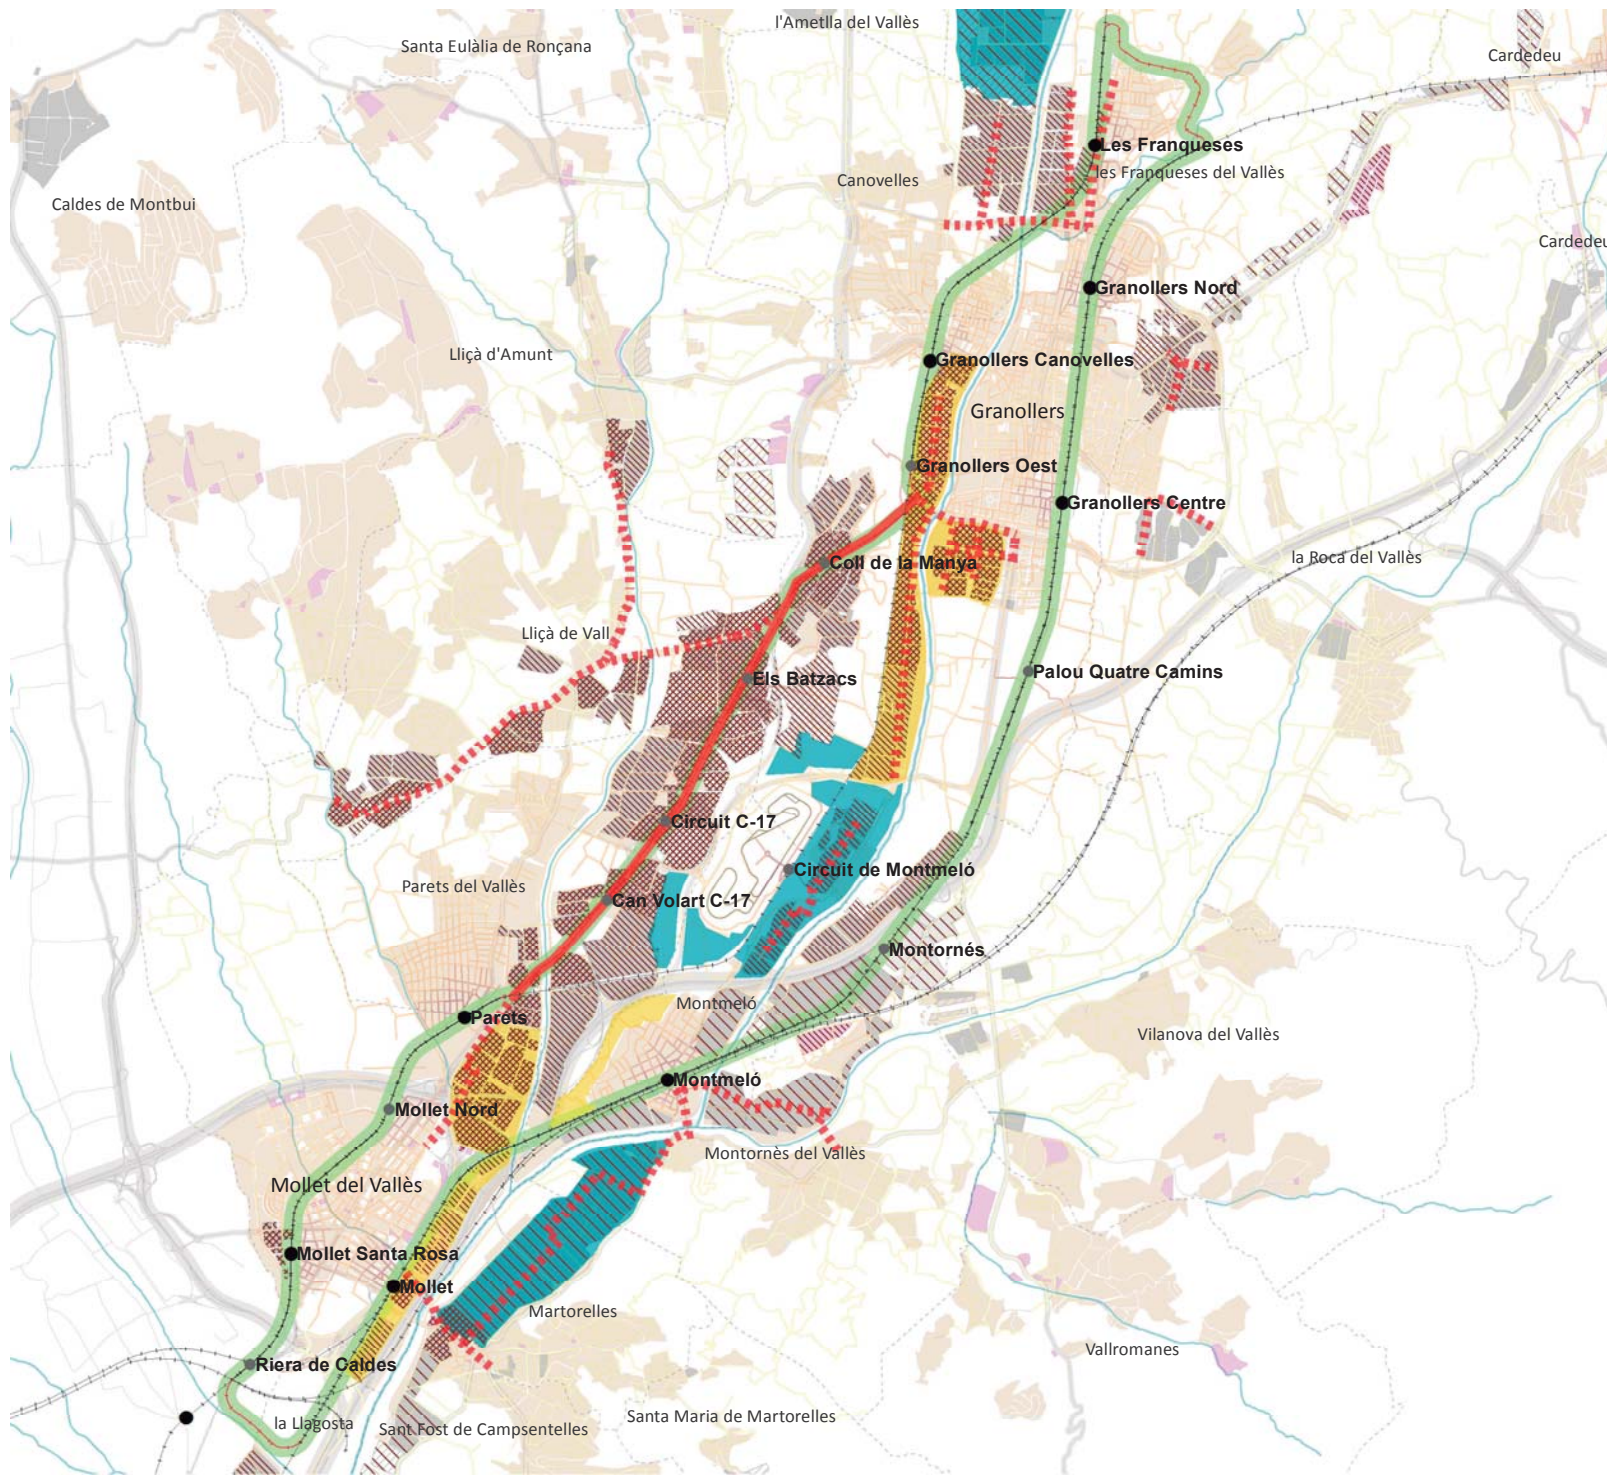 l'Ametlla del Vallès
Santa Eulàlia de Ronçana
Cardedeu
Les Franqueses
les Franqueses del Vallès
Canovelles
Caldes de Montbui
Cardedeu
Granollers Nord
Lliçà d'Amunt
Granollers Canovelles
Granollers
Granollers Oest
Granollers Centre
la Roca del Vallès
Coll de la Manya
Lliçà de Vall
Els Batzacs
Palou Quatre Camins
Circuit C-17
Circuit de Montmeló
Parets del Vallès
Can Volart C-17
Montornés
Montmeló
Parets
Vilanova del Vallès
Montmeló
Mollet Nord
Montornès del Vallès
Mollet del Vallès
Mollet Santa Rosa
Mollet
Martorelles
Vallromanes
Riera de Caldes
Santa Maria de Martorelles
la Llagosta
Sant Fost de Campsentelles